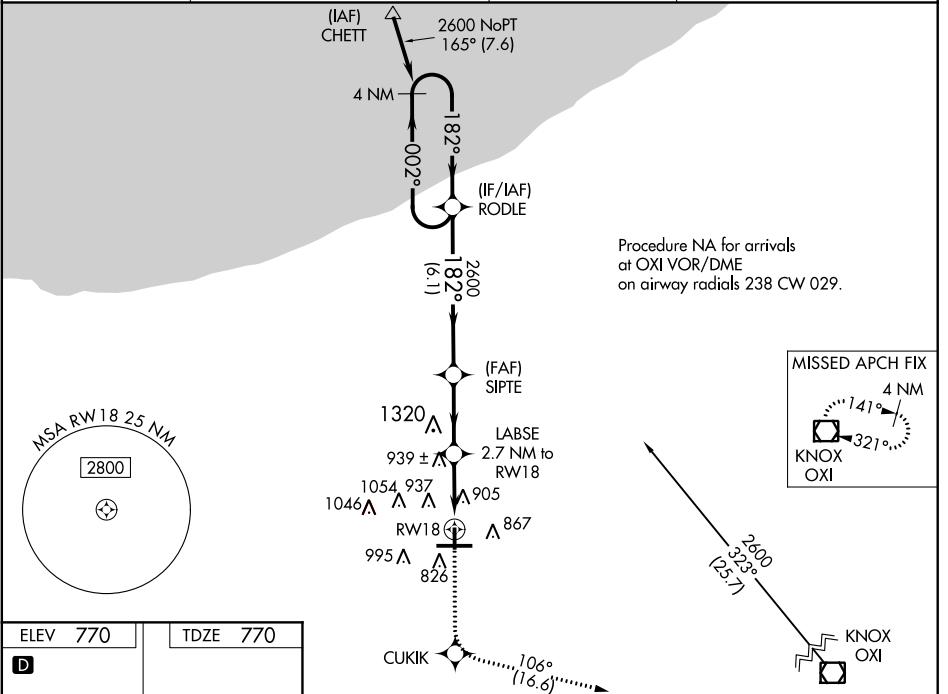 (IAF)
CHETT
2600 NoPT
165° (7.6)
4 NM
182°
002°
(IF/IAF)
RODLE
2600
182°
(6.1)
Procedure NA for arrivals
at OXI VOR/DME
on airway radials 238 CW 029.
(FAF)
SIPTE
MISSED APCH FIX
4 NM
141°
321°
KNOX
OXI
MSA RW18 25 NM
2800
1320
LABSE
2.7 NM to
RW18
939 ±
1054
937
905
1046
RW18
867
995
826
2600
323°
(25.7)
KNOX
OXI
CUKIK
106°
(16.6)
ELEV 770
TDZE 770
D